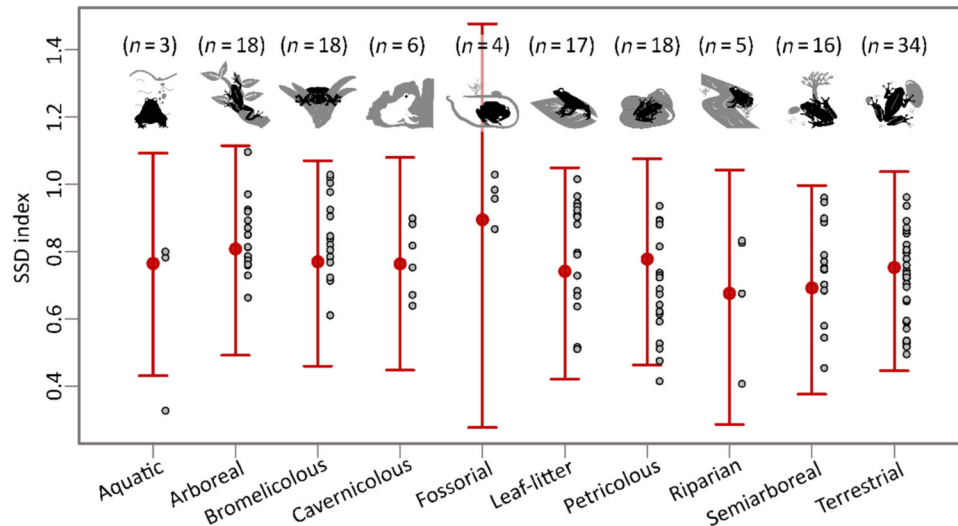 (n = 3) (n = 18) (n = 18) (n = 6) (n = 4) (n = 17) (n = 18) (n = 5) (n = 16) (n = 34)
SSD index
1.4
1.2
1.0
0.8
0.6
0.4
Aquatic Arboreal Bromelicolous Cavernicolous Fossorial Leaf-litter Petricolous Riparian Semiarboreal Terrestrial